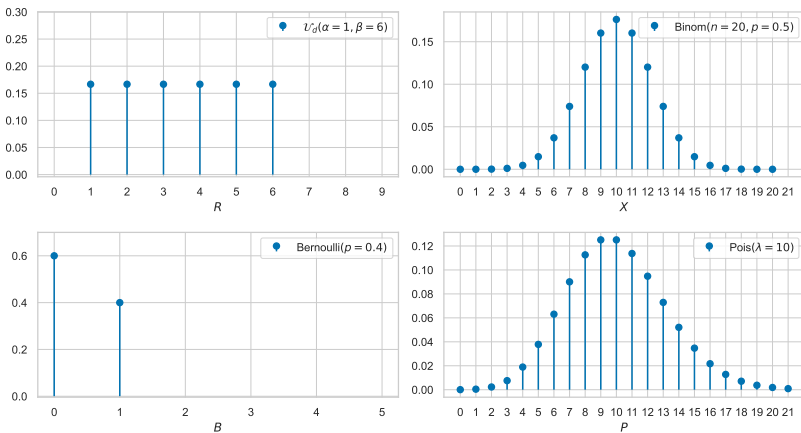 0.30
0.25
0.20
0.15
0.10
0.05
0.00
0 1 2 3 4 5 6 7 8 9
R
𝒰d(α = 1, β = 6)
0.15
0.10
0.05
0.00
0 1 2 3 4 5 6 7 8 9 10 11 12 13 14 15 16 17 18 19 20 21
X
Binom(n = 20, p = 0.5)
0.6
0.4
0.2
0.0
0 1 2 3 4 5
B
Bernoulli(p = 0.4)
0.12
0.10
0.08
0.06
0.04
0.02
0.00
0 1 2 3 4 5 6 7 8 9 10 11 12 13 14 15 16 17 18 19 20 21
P
Pois(λ = 10)